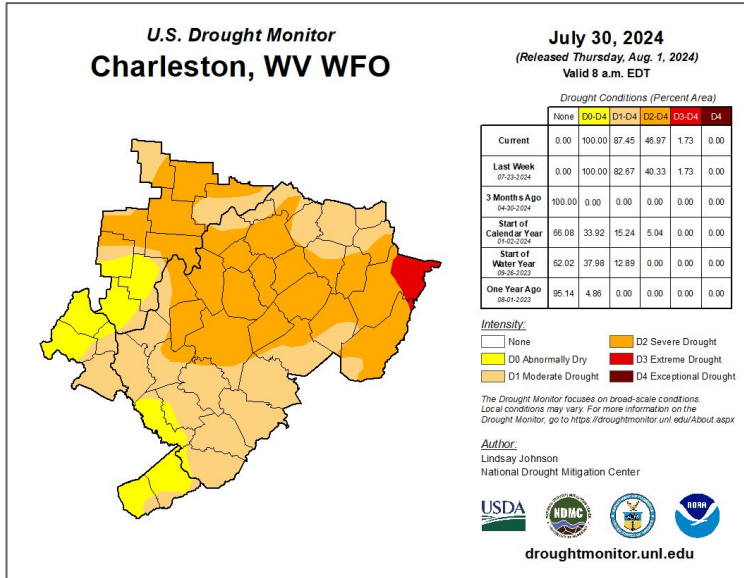 U.S. Drought Monitor
Charleston, WV WFO
July 30, 2024
(Released Thursday, Aug. 1, 2024)
Valid 8 a.m. EDT
Drought Conditions (Percent Area)
None D0-D4 D1-D4 D2-D4 D3-D4 D4
Current 0.00 100.00 87.45 46.97 1.73 0.00
Last Week
07-23-2024 0.00 100.00 82.67 40.33 1.73 0.00
3 Months Ago
04-30-2024 100.00 0.00 0.00 0.00 0.00 0.00
Start of
Calendar Year
01-02-2024 66.08 33.92 15.24 5.04 0.00 0.00
Start of
Water Year
09-26-2023 62.02 37.98 12.89 0.00 0.00 0.00
One Year Ago
08-01-2023 95.14 4.86 0.00 0.00 0.00 0.00
Intensity:
None
D0 Abnormally Dry
D1 Moderate Drought
D2 Severe Drought
D3 Extreme Drought
D4 Exceptional Drought
The Drought Monitor focuses on broad-scale conditions.
Local conditions may vary. For more information on the
Drought Monitor, go to https://droughtmonitor.unl.edu/About.aspx
Author:
Lindsay Johnson
National Drought Mitigation Center
USDA
NDMC
NOAA
droughtmonitor.unl.edu